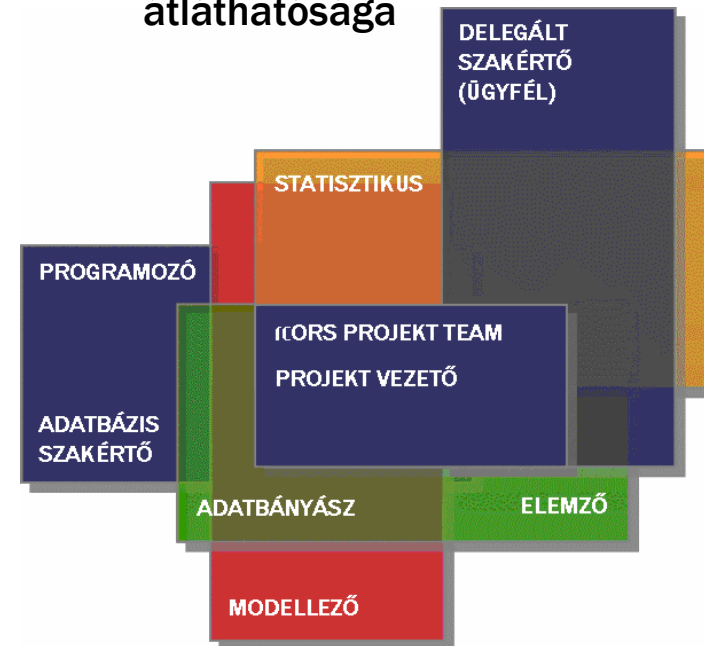 átláthatósága
DELEGÁLT
SZAKÉRTŐ
(ÜGYFÉL)
STATISZTIKUS
PROGRAMOZÓ
PROJEKT TEAM
PROJEKT VEZETŐ
ADATBÁZIS
SZAKÉRTŐ
ADATBÁNYÁSZ
ELEMZŐ
MODELLEZŐ